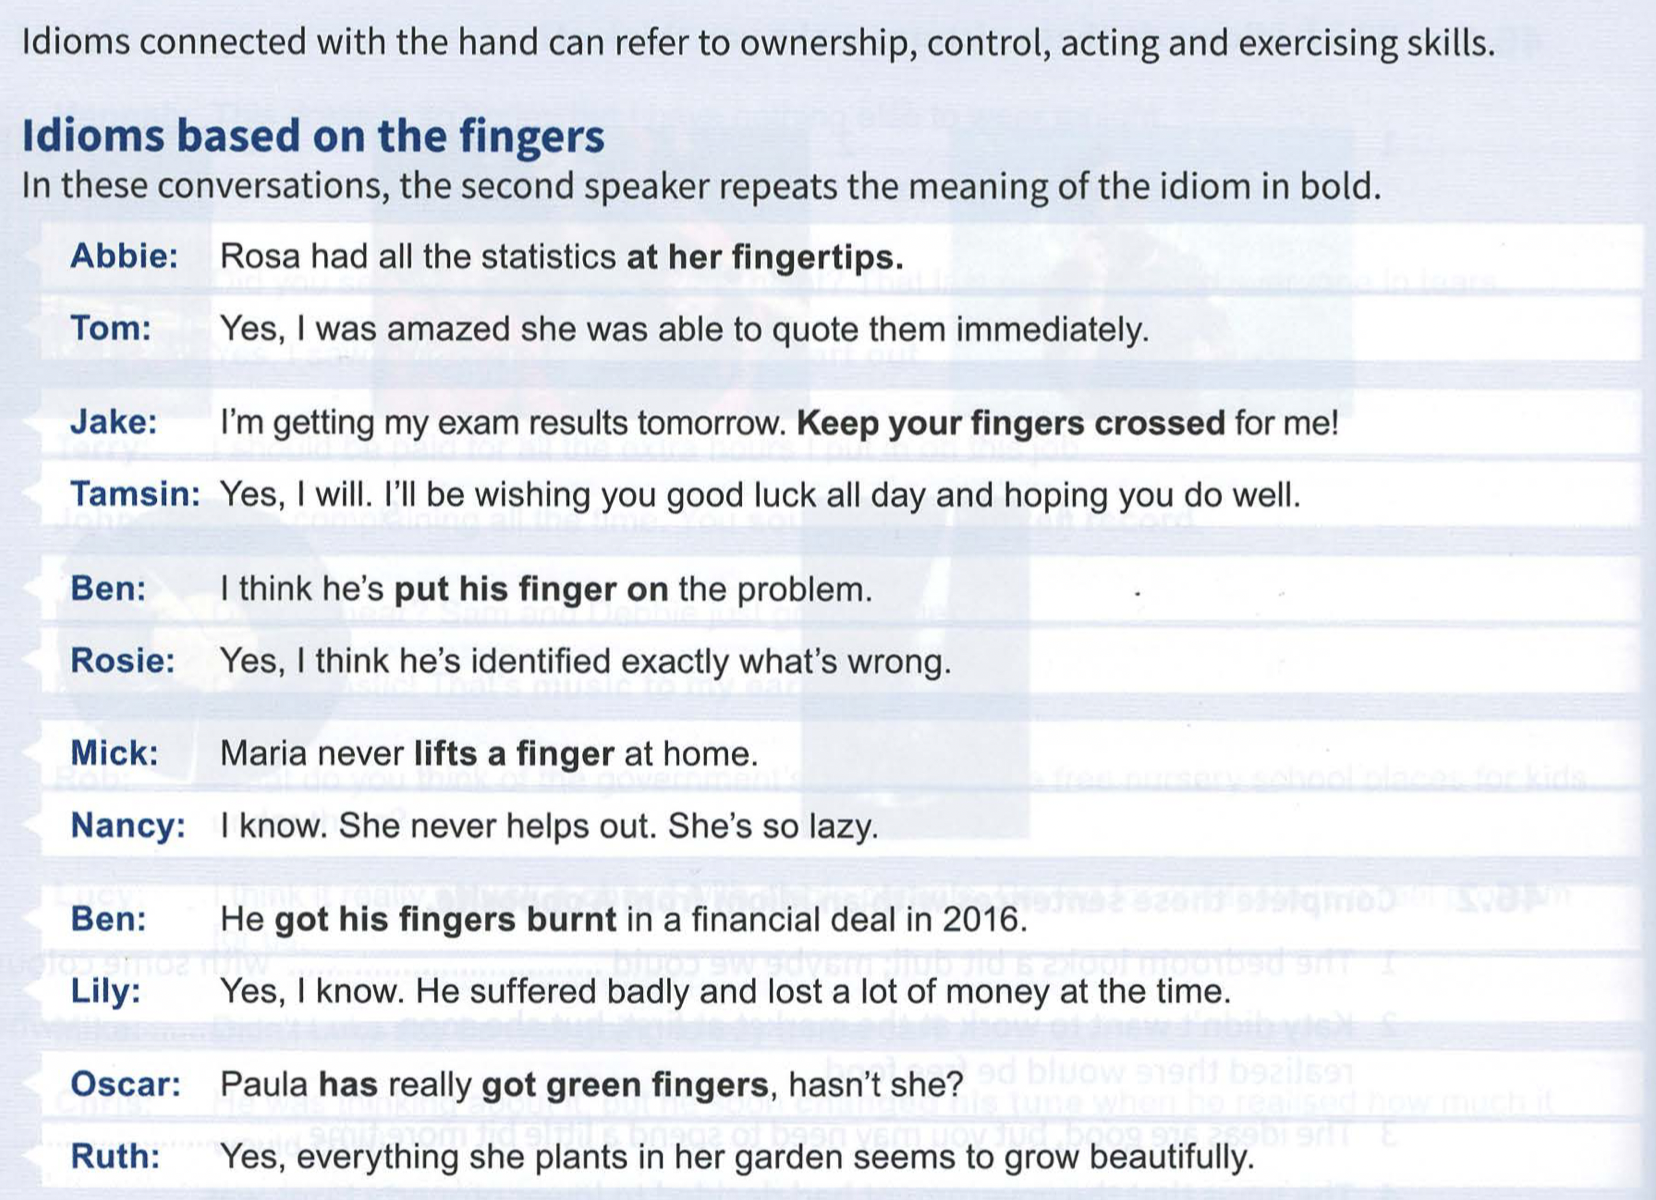 Idioms connected with the hand can refer to ownership, control, acting and exercising skills.
Idioms based on the fingers
In these conversations, the second speaker repeats the meaning of the idiom in bold.
Abbie: Rosa had all the statistics at her fingertips.
Tom: Yes, I was amazed she was able to quote them immediately.
Jake: I'm getting my exam results tomorrow. Keep your fingers crossed for me!
Tamsin: Yes, I will. I'll be wishing you good luck all day and hoping you do well.
Ben: I think he's put his finger on the problem.
Rosie: Yes, I think he's identified exactly what's wrong.
Mick: Maria never lifts a finger at home.
Nancy: I know. She never helps out. She's so lazy.
Ben: He got his fingers burnt in a financial deal in 2016.
Lily: Yes, I know. He suffered badly and lost a lot of money at the time.
Oscar: Paula has really got green fingers, hasn't she?
Ruth: Yes, everything she plants in her garden seems to grow beautifully.